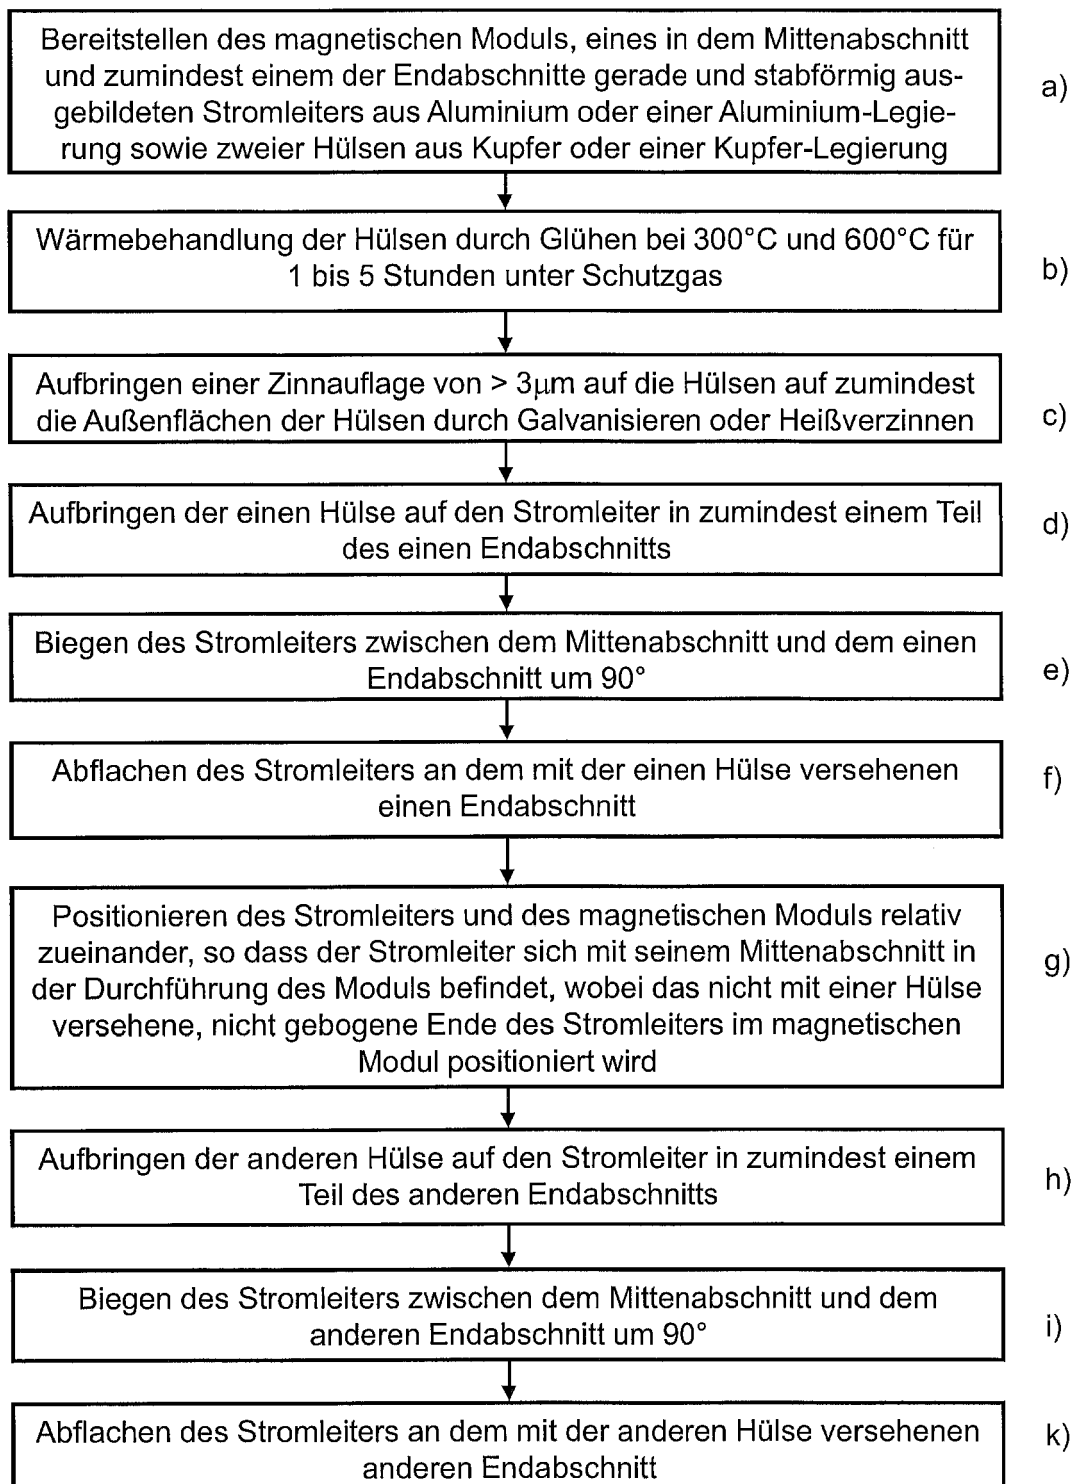 Bereitstellen des magnetischen Moduls, eines in dem Mittenabschnitt
und zumindest einem der Endabschnitte gerade und stabförmig aus-
gebildeten Stromleiters aus Aluminium oder einer Aluminium-Legie-
rung sowie zweier Hülsen aus Kupfer oder einer Kupfer-Legierung
a)
Wärmebehandlung der Hülsen durch Glühen bei 300°C und 600°C für
1 bis 5 Stunden unter Schutzgas
b)
Aufbringen einer Zinnauflage von > 3µm auf die Hülsen auf zumindest
die Außenflächen der Hülsen durch Galvanisieren oder Heißverzinnen
c)
Aufbringen der einen Hülse auf den Stromleiter in zumindest einem Teil
des einen Endabschnitts
d)
Biegen des Stromleiters zwischen dem Mittenabschnitt und dem einen
Endabschnitt um 90°
e)
Abflachen des Stromleiters an dem mit der einen Hülse versehenen
einen Endabschnitt
f)
Positionieren des Stromleiters und des magnetischen Moduls relativ
zueinander, so dass der Stromleiter sich mit seinem Mittenabschnitt in
der Durchführung des Moduls befindet, wobei das nicht mit einer Hülse
versehene, nicht gebogene Ende des Stromleiters im magnetischen
Modul positioniert wird
g)
Aufbringen der anderen Hülse auf den Stromleiter in zumindest einem
Teil des anderen Endabschnitts
h)
Biegen des Stromleiters zwischen dem Mittenabschnitt und dem
anderen Endabschnitt um 90°
i)
Abflachen des Stromleiters an dem mit der anderen Hülse versehenen
anderen Endabschnitt
k)